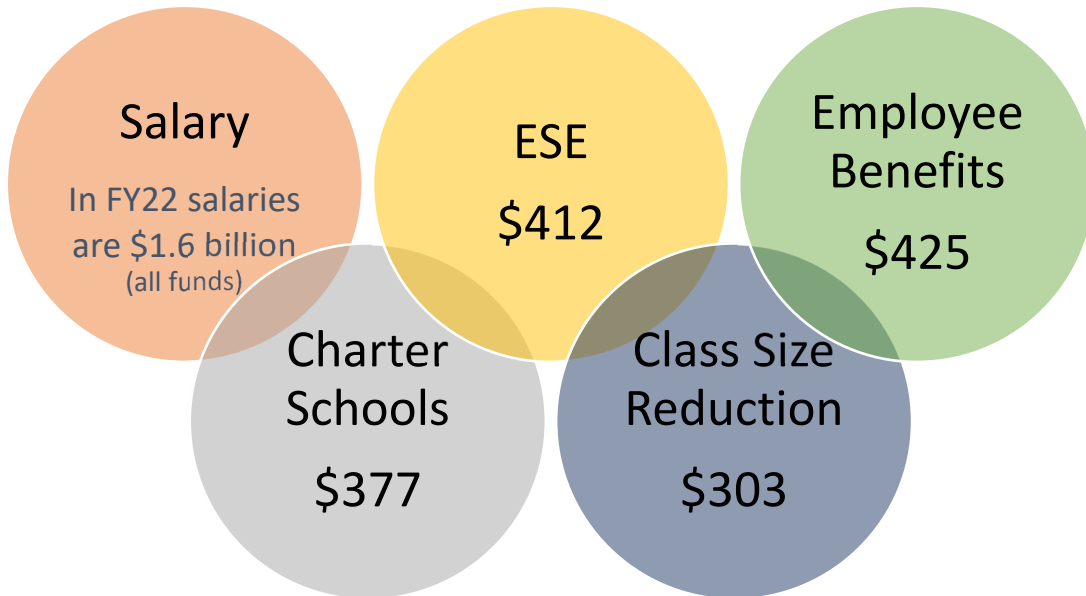 Salary
In FY22 salaries
are $1.6 billion
(all funds)
ESE
$412
Employee
Benefits
$425
Charter
Schools
$377
Class Size
Reduction
$303